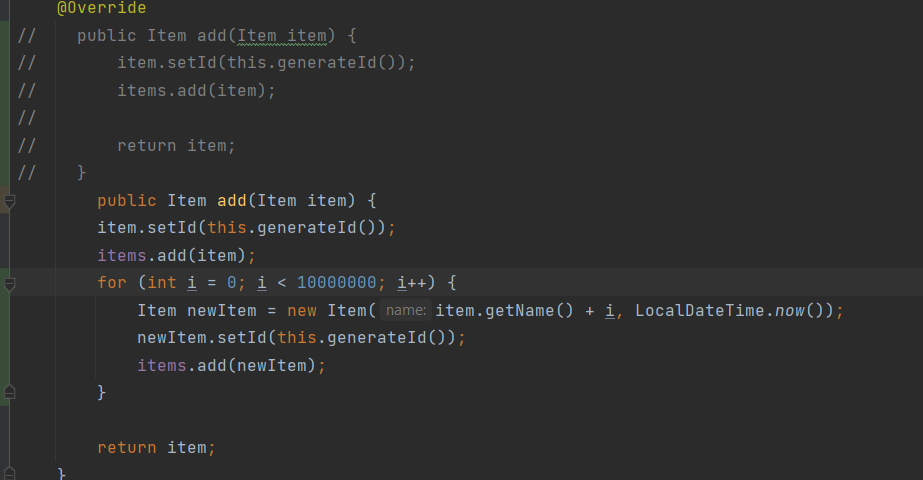 @Override
//    public Item add(Item item) {
//        item.setId(this.generateId());
//        items.add(item);
//
//        return item;
//    }
public Item add(Item item) {
item.setId(this.generateId());
items.add(item);
for (int i = 0; i < 10000000; i++) {
Item newItem = new Item( name: item.getName() + i, LocalDateTime.now());
newItem.setId(this.generateId());
items.add(newItem);
}
return item;
}